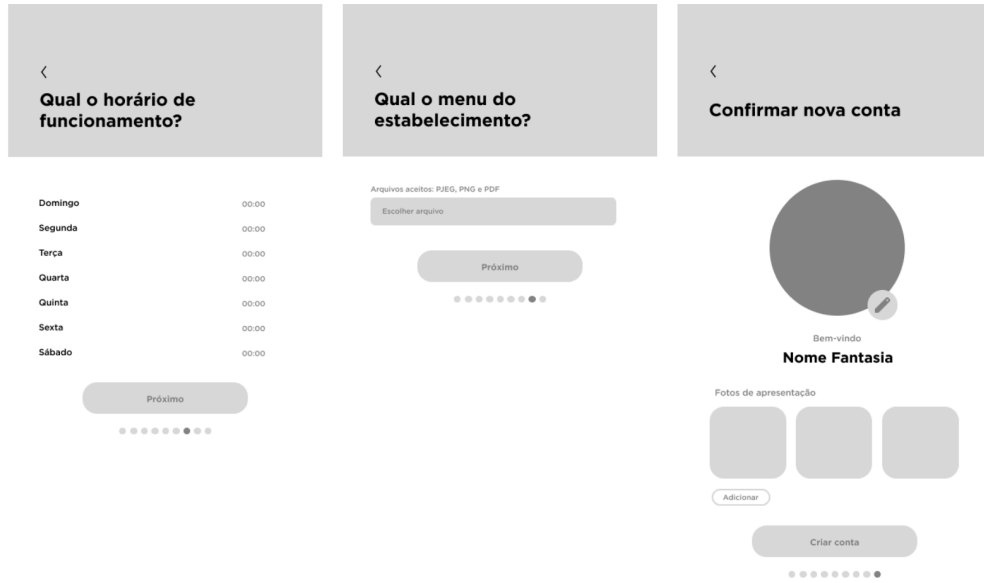 Qual o horário de
funcionamento?
Domingo 00:00
Segunda 00:00
Terça 00:00
Quarta 00:00
Quinta 00:00
Sexta 00:00
Sábado 00:00
Próximo
Qual o menu do
estabelecimento?
Arquivos aceitos: PJEG, PNG e PDF
Escolher arquivo
Próximo
Confirmar nova conta
Bem-vindo
Nome Fantasia
Fotos de apresentação
Adicionar
Criar conta